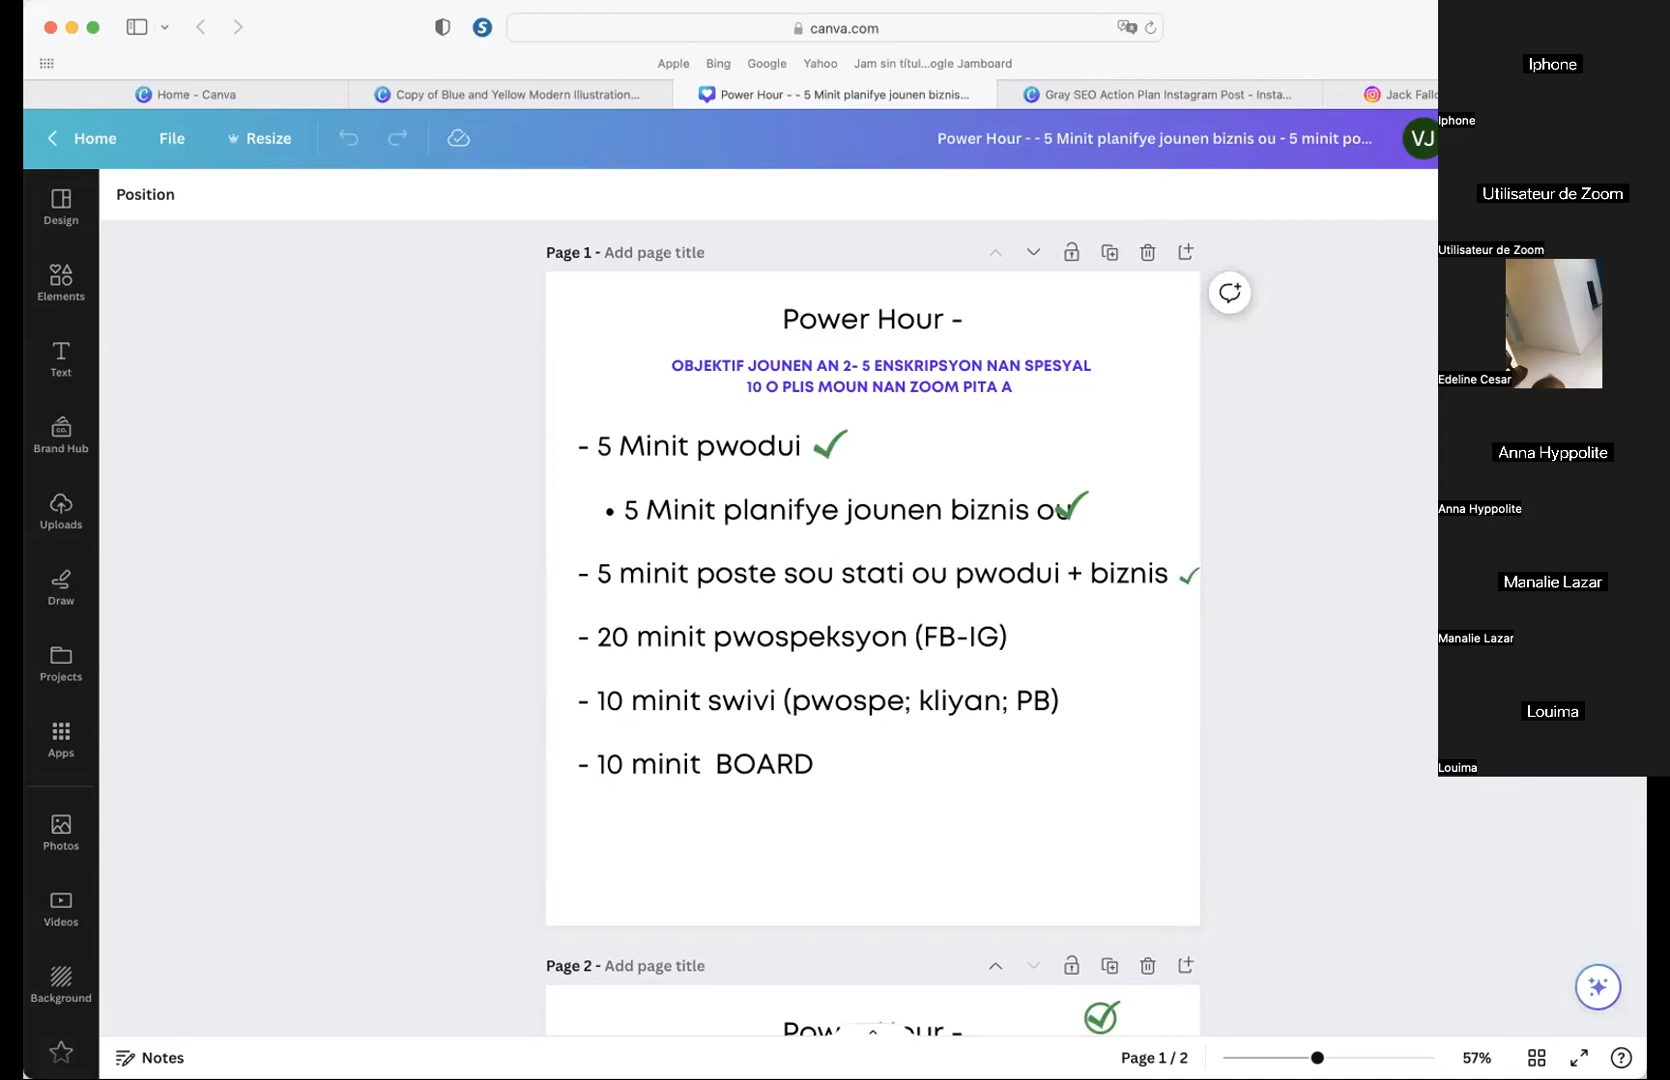 canva.com
Apple
Bing
Google
Yahoo
Jam sin títul...ogle Jamboard
Home - Canva
Copy of Blue and Yellow Modern Illustration...
Power Hour - - 5 Minit planifye jounen biznis...
Gray SEO Action Plan Instagram Post - Insta...
Jack Fall
Home
File
Resize
Power Hour - - 5 Minit planifye jounen biznis ou - 5 minit po...
VJ
Position
Design
Elements
Text
Brand Hub
Uploads
Draw
Projects
Apps
Photos
Videos
Background
Page 1 - Add page title
Power Hour -
OBJEKTIF JOUNEN AN 2- 5 ENSKRIPSYON NAN SPESYAL
10 O PLIS MOUN NAN ZOOM PITA A
- 5 Minit pwodui
• 5 Minit planifye jounen biznis ou
- 5 minit poste sou stati ou pwodui + biznis
- 20 minit pwospeksyon (FB-IG)
- 10 minit swivi (pwospe; kliyan; PB)
- 10 minit BOARD
Page 2 - Add page title
Power Hour -
Notes
Page 1 / 2
57%
Iphone
Iphone
Utilisateur de Zoom
Utilisateur de Zoom
Edeline Cesar
Anna Hyppolite
Anna Hyppolite
Manalie Lazar
Manalie Lazar
Louima
Louima